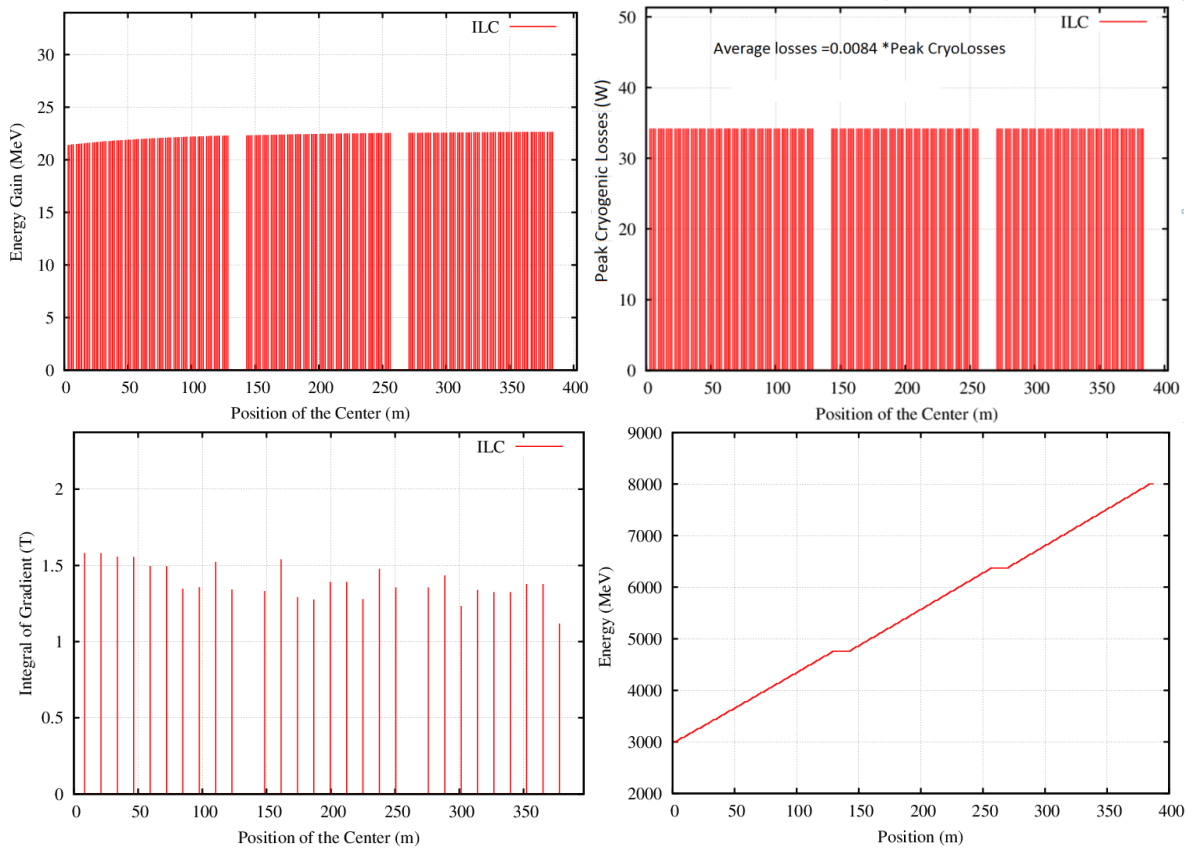 ILC
35
30
25
20
15
10
5
0
Energy Gain (MeV)
0 50 100 150 200 250 300 350 400
Position of the Center (m)
ILC
Average losses =0.0084 *Peak CryoLosses
50
40
30
20
10
0
Peak Cryogenic Losses (W)
0 50 100 150 200 250 300 350 400
Position of the Center (m)
ILC
2
1.5
1
0.5
0
Integral of Gradient (T)
0 50 100 150 200 250 300 350
Position of the Center (m)
9000
8000
7000
6000
5000
4000
3000
2000
Energy (MeV)
0 50 100 150 200 250 300 350 400
Position (m)